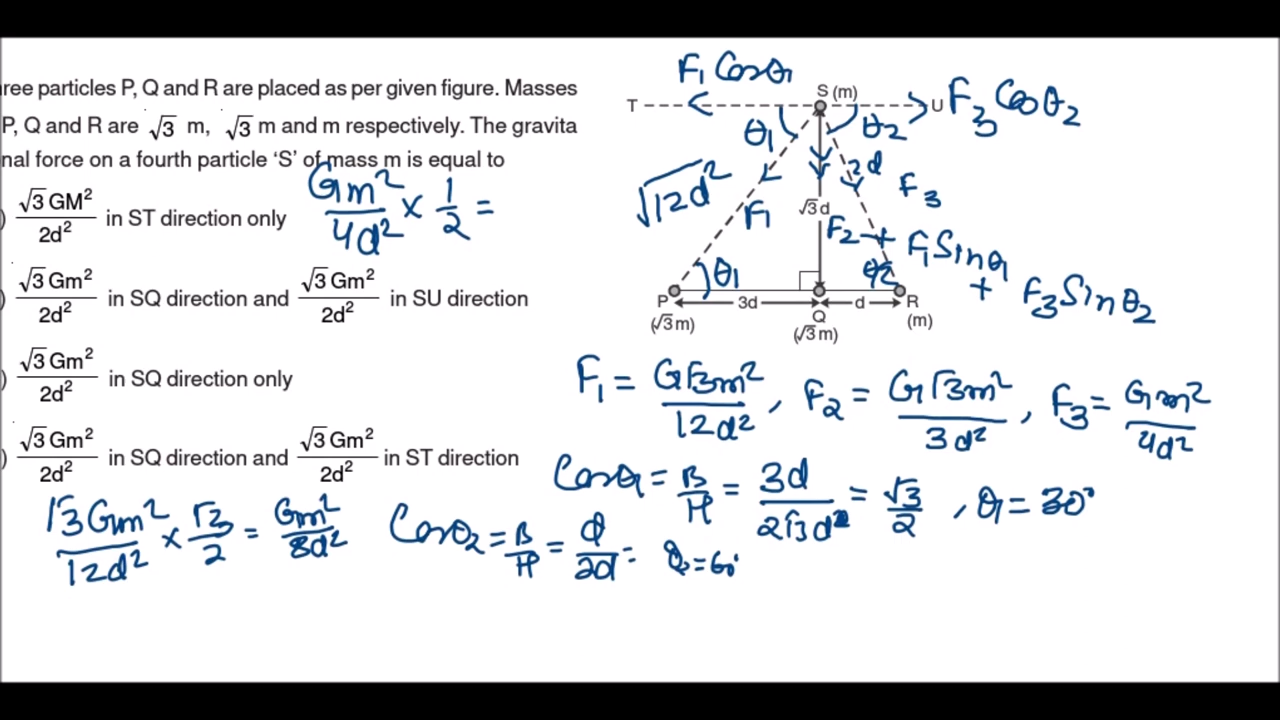 ree particles P, Q and R are placed as per given figure. Masses
P, Q and R are √3 m, √3 m and m respectively. The gravita
nal force on a fourth particle 'S' of mass m is equal to
) √3 GM²/2d² in ST direction only
) √3 Gm²/2d² in SQ direction and √3 Gm²/2d² in SU direction
) √3 Gm²/2d² in SQ direction only
) √3 Gm²/2d² in SQ direction and √3 Gm²/2d² in ST direction
Gm²/4d² × 1/2 =
F₁ Cosθ₁
T S (m) U F₃ Cosθ₂
θ₁ θ₂
√12d² 2d
F₁ √3 d F₃
F₂ + F₁Sinθ₁ + F₃Sinθ₂
θ₁ θ₂
P 3d Q d R
(√3 m) (√3 m) (m)
F₁ = G√3m²/12d² , F₂ = G√3m²/3d² , F₃ = Gm²/4d²
Cosθ₁ = B/H = 3d/2√3d = √3/2 , θ₁ = 30°
√3Gm²/12d² × √3/2 = Gm²/8d²
Cosθ₂ = B/H = d/2d = θ₂ = 60°